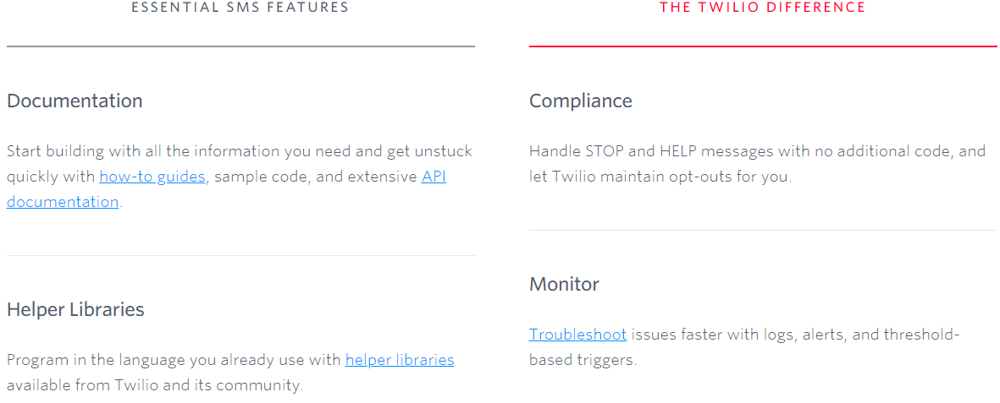 ESSENTIAL SMS FEATURES
Documentation
Start building with all the information you need and get unstuck
quickly with how-to guides, sample code, and extensive API
documentation.
Helper Libraries
Program in the language you already use with helper libraries
available from Twilio and its community.
THE TWILIO DIFFERENCE
Compliance
Handle STOP and HELP messages with no additional code, and
let Twilio maintain opt-outs for you.
Monitor
Troubleshoot issues faster with logs, alerts, and threshold-
based triggers.